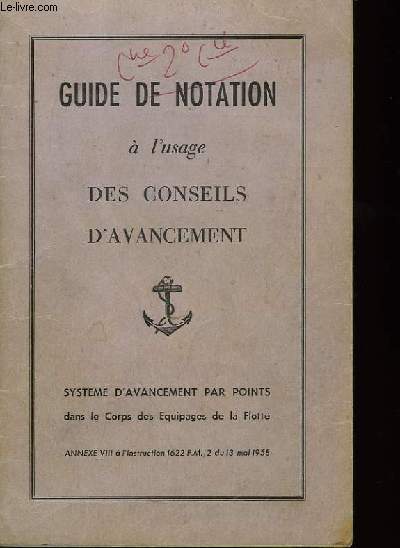 Le-livre.com
GUIDE DE NOTATION
à l'usage
DES CONSEILS
D'AVANCEMENT
SYSTEME D'AVANCEMENT PAR POINTS
dans le Corps des Equipages de la Flotte
ANNEXE VIII à l'Instruction 1622 P.M./2 du 13 mai 1955